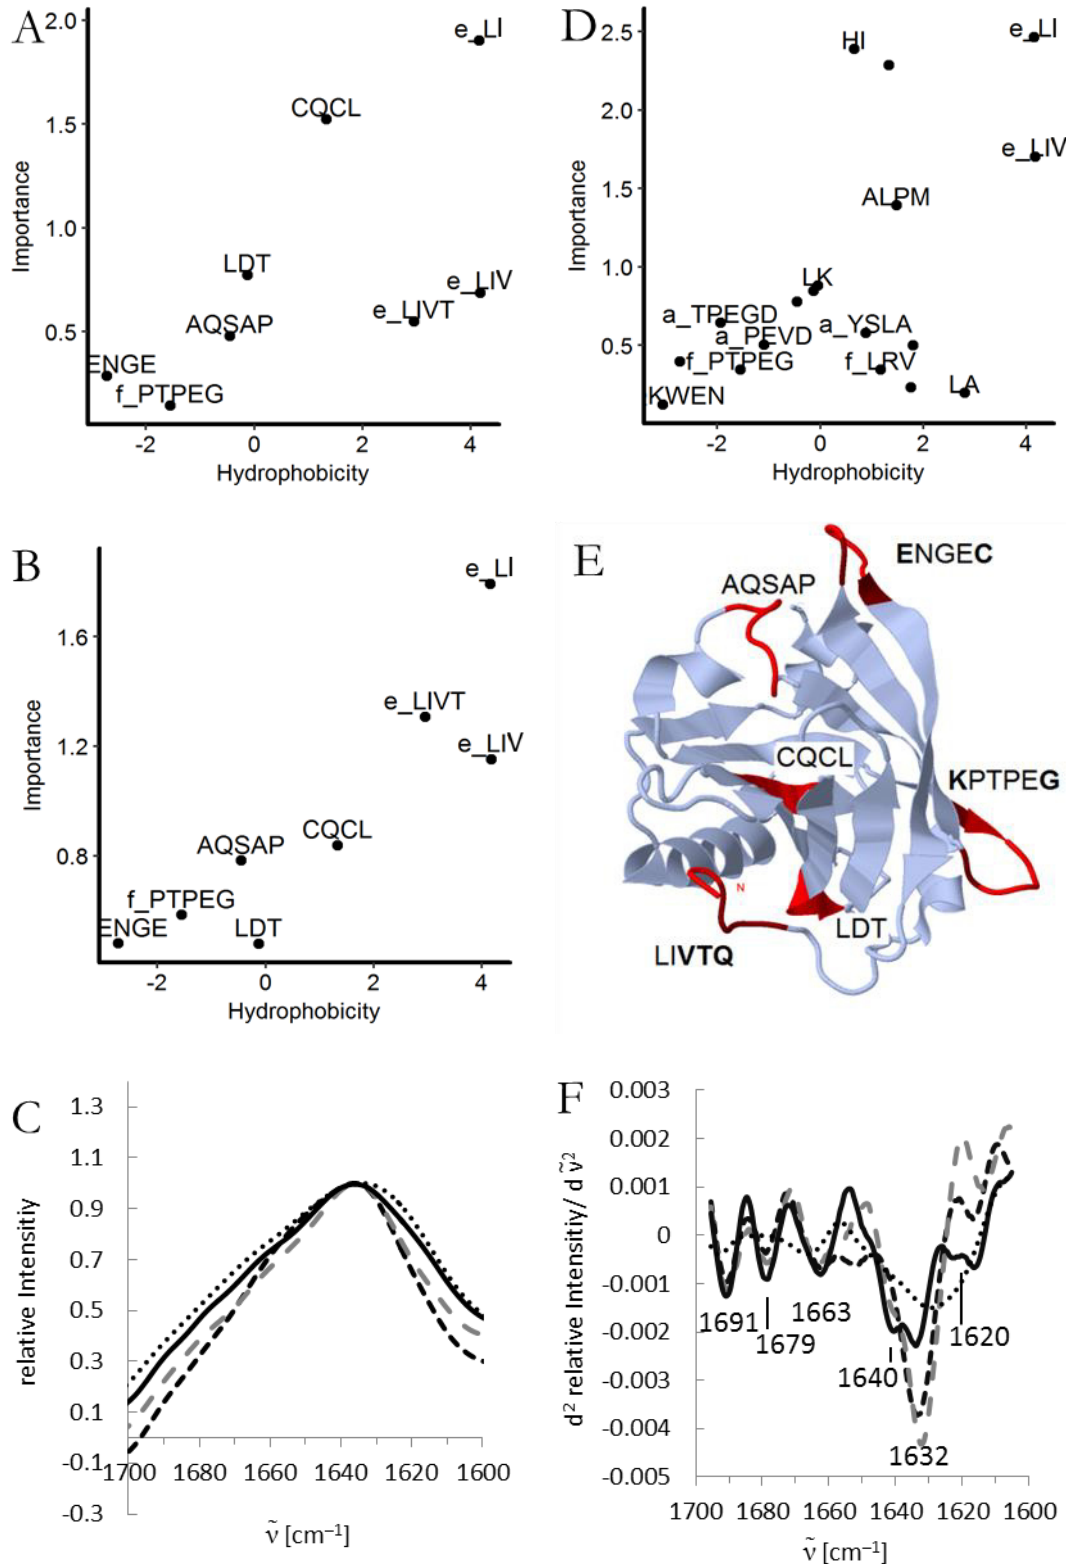 A
2.0
1.5
1.0
0.5
Importance
e_LI
CQCL
LDT
e_LIV
e_LIVT
AQSAP
ENGE
f_PTPEG
-2
0
2
4
Hydrophobicity
D
2.5
2.0
1.5
1.0
0.5
Importance
HI
e_LI
e_LIV
ALPM
LK
a_TPEGD
a_YSLA
a_PEVD
f_PTPEG
f_LRV
LA
KWEN
-2
0
2
4
Hydrophobicity
B
1.6
1.2
0.8
Importance
e_LI
e_LIVT
e_LIV
CQCL
AQSAP
f_PTPEG
ENGE
LDT
-2
0
2
4
Hydrophobicity
E
ENGEC
AQSAP
CQCL
KPTPEG
N
LDT
LIVTQ
C
1.3
1.1
0.9
0.7
0.5
0.3
0.1
-0.1
-0.3
relative Intensitiy
1700
1680
1660
1640
1620
1600
ṽ [cm⁻¹]
F
0.003
0.002
0.001
0
-0.001
-0.002
-0.003
-0.004
-0.005
d² relative Intensitiy/ d ṽ²
1691
1679
1663
1640
1632
1620
1700
1680
1660
1640
1620
1600
ṽ [cm⁻¹]